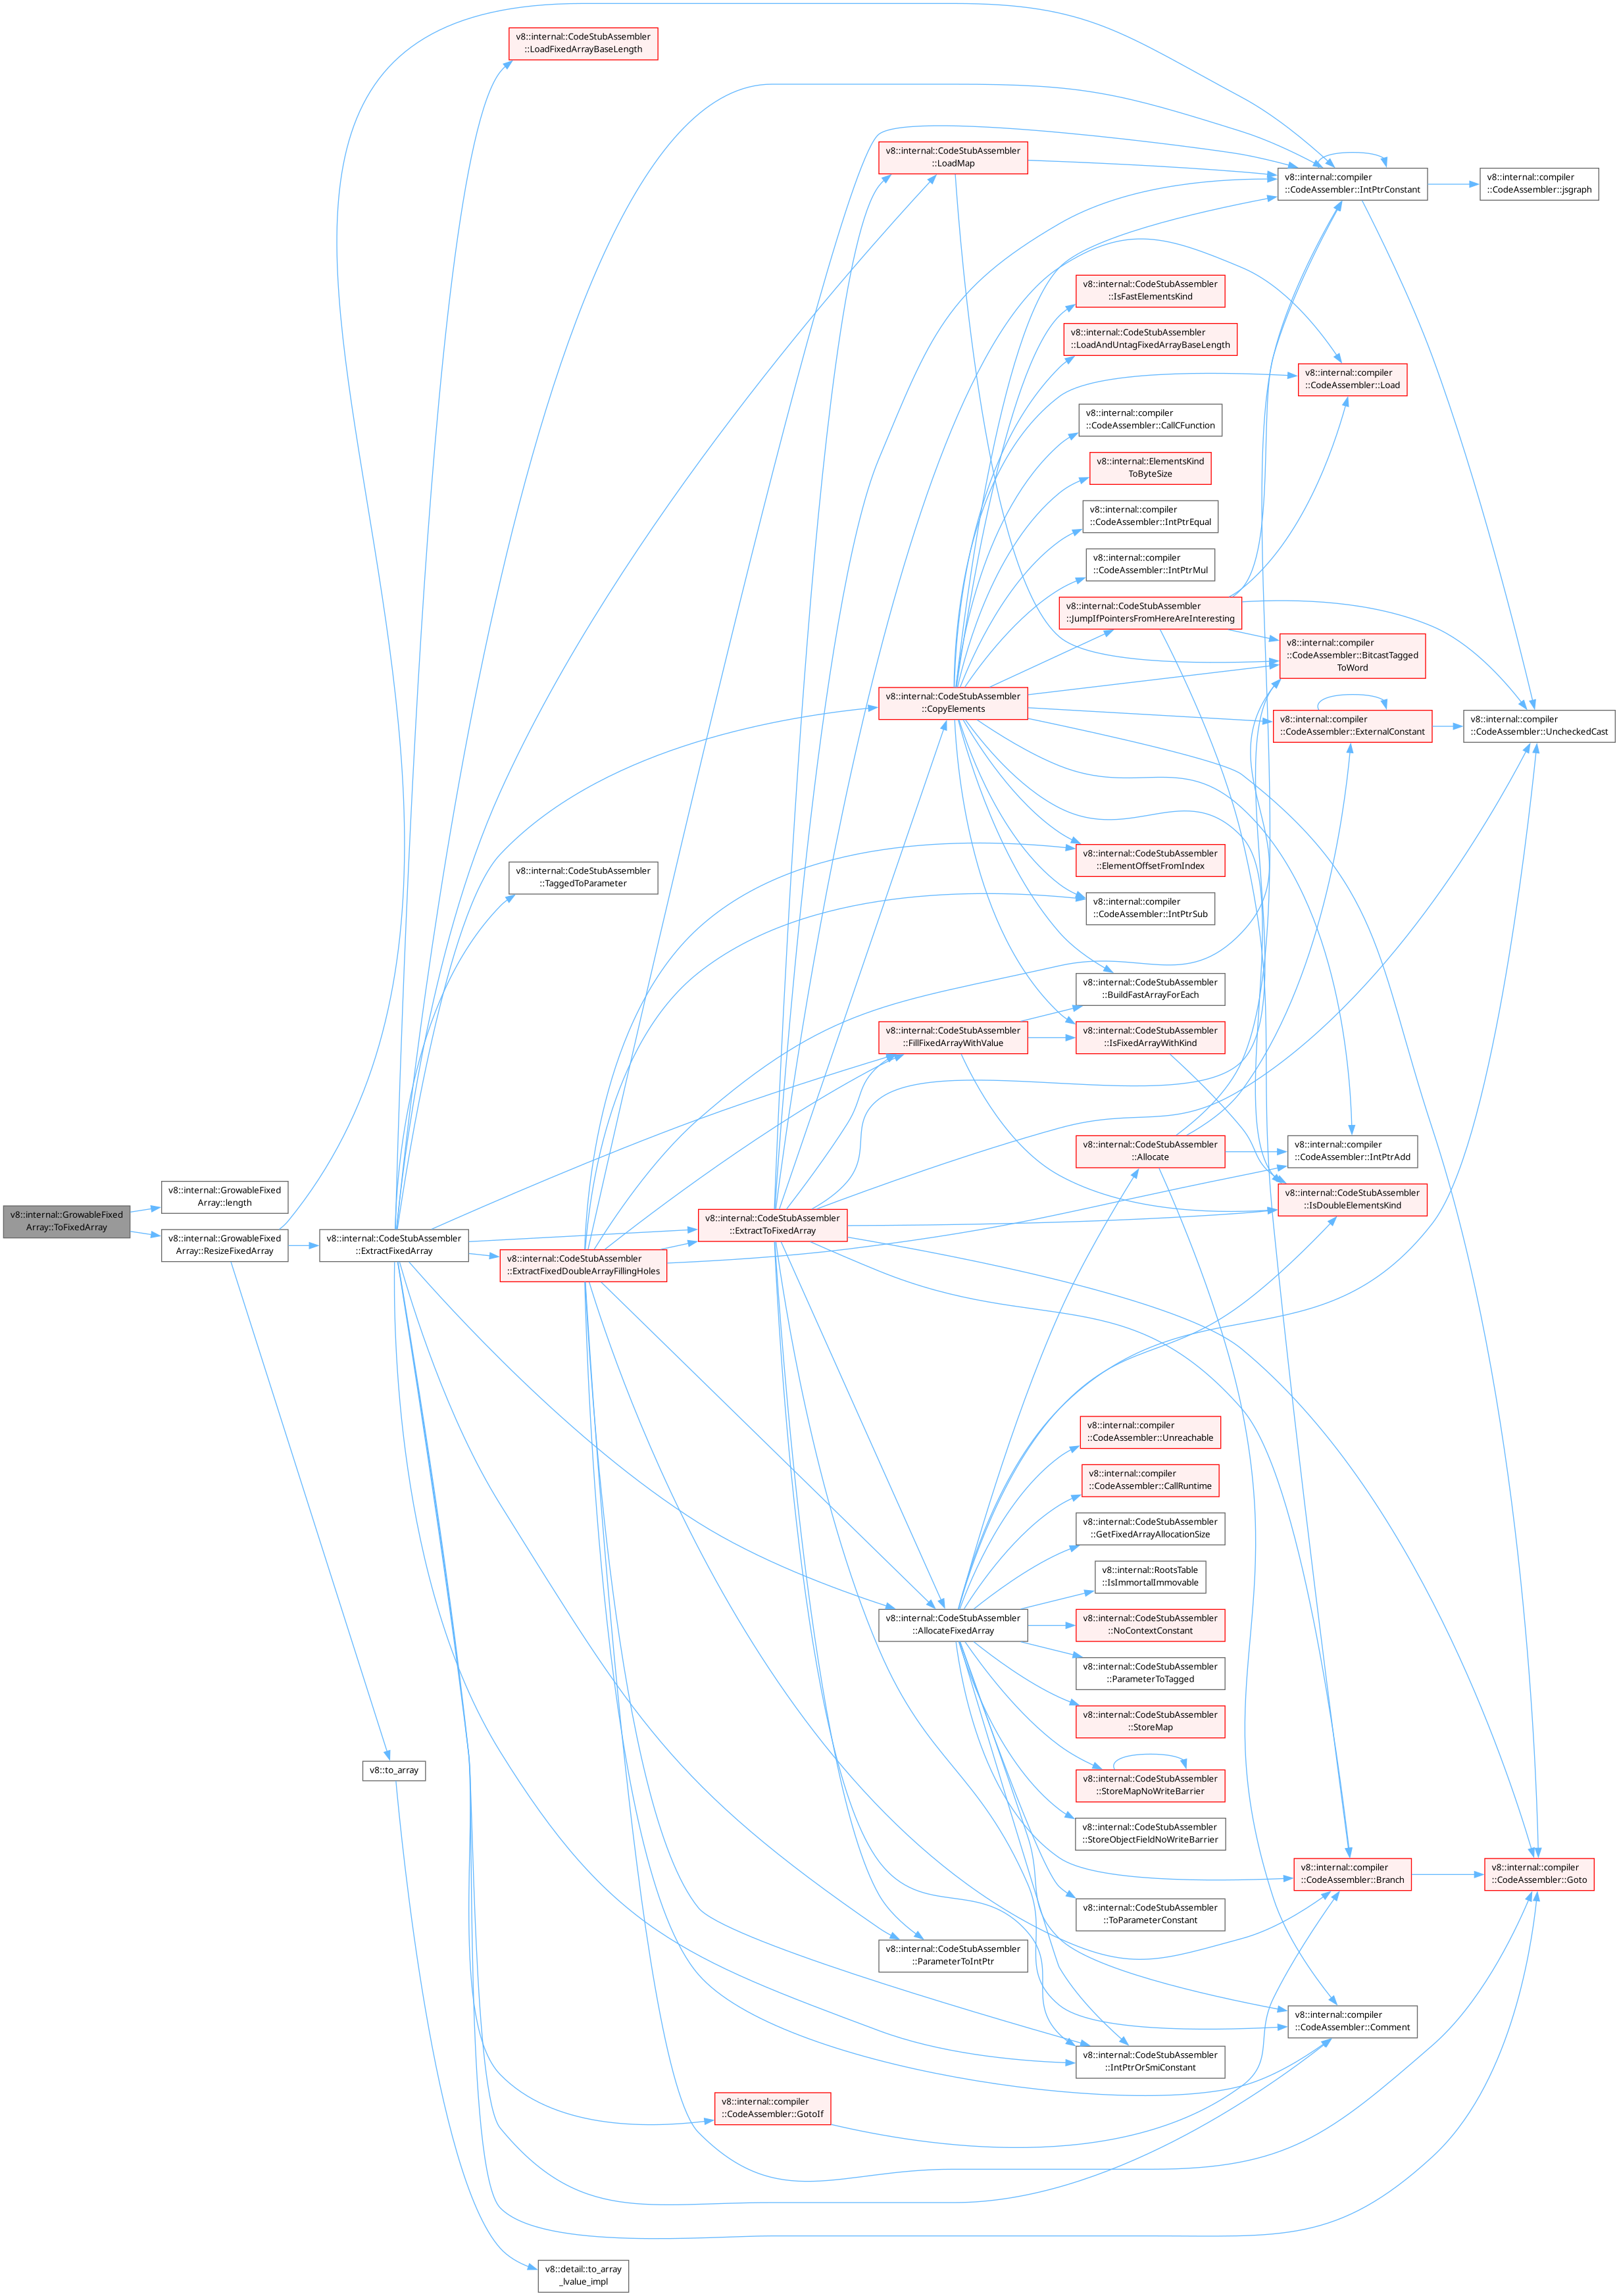 v8::internal::CodeStubAssembler
::LoadFixedArrayBaseLength
v8::internal::CodeStubAssembler
::LoadMap
v8::internal::compiler
::CodeAssembler::IntPtrConstant
v8::internal::compiler
::CodeAssembler::jsgraph
v8::internal::CodeStubAssembler
::IsFastElementsKind
v8::internal::CodeStubAssembler
::LoadAndUntagFixedArrayBaseLength
v8::internal::compiler
::CodeAssembler::Load
v8::internal::compiler
::CodeAssembler::CallCFunction
v8::internal::ElementsKind
ToByteSize
v8::internal::compiler
::CodeAssembler::IntPtrEqual
v8::internal::compiler
::CodeAssembler::IntPtrMul
v8::internal::CodeStubAssembler
::JumpIfPointersFromHereAreInteresting
v8::internal::compiler
::CodeAssembler::BitcastTagged
ToWord
v8::internal::CodeStubAssembler
::CopyElements
v8::internal::compiler
::CodeAssembler::ExternalConstant
v8::internal::compiler
::CodeAssembler::UncheckedCast
v8::internal::CodeStubAssembler
::TaggedToParameter
v8::internal::CodeStubAssembler
::ElementOffsetFromIndex
v8::internal::compiler
::CodeAssembler::IntPtrSub
v8::internal::CodeStubAssembler
::BuildFastArrayForEach
v8::internal::CodeStubAssembler
::FillFixedArrayWithValue
v8::internal::CodeStubAssembler
::IsFixedArrayWithKind
v8::internal::CodeStubAssembler
::Allocate
v8::internal::compiler
::CodeAssembler::IntPtrAdd
v8::internal::GrowableFixed
Array::length
v8::internal::CodeStubAssembler
::IsDoubleElementsKind
v8::internal::GrowableFixed
Array::ToFixedArray
v8::internal::GrowableFixed
Array::ResizeFixedArray
v8::internal::CodeStubAssembler
::ExtractFixedArray
v8::internal::CodeStubAssembler
::ExtractFixedDoubleArrayFillingHoles
v8::internal::CodeStubAssembler
::ExtractToFixedArray
v8::internal::compiler
::CodeAssembler::Unreachable
v8::internal::compiler
::CodeAssembler::CallRuntime
v8::internal::CodeStubAssembler
::GetFixedArrayAllocationSize
v8::internal::RootsTable
::IsImmortalImmovable
v8::internal::CodeStubAssembler
::AllocateFixedArray
v8::internal::CodeStubAssembler
::NoContextConstant
v8::internal::CodeStubAssembler
::ParameterToTagged
v8::internal::CodeStubAssembler
::StoreMap
v8::to_array
v8::internal::CodeStubAssembler
::StoreMapNoWriteBarrier
v8::internal::CodeStubAssembler
::StoreObjectFieldNoWriteBarrier
v8::internal::compiler
::CodeAssembler::Branch
v8::internal::compiler
::CodeAssembler::Goto
v8::internal::CodeStubAssembler
::ToParameterConstant
v8::internal::CodeStubAssembler
::ParameterToIntPtr
v8::internal::compiler
::CodeAssembler::Comment
v8::internal::CodeStubAssembler
::IntPtrOrSmiConstant
v8::internal::compiler
::CodeAssembler::GotoIf
v8::detail::to_array
_lvalue_impl